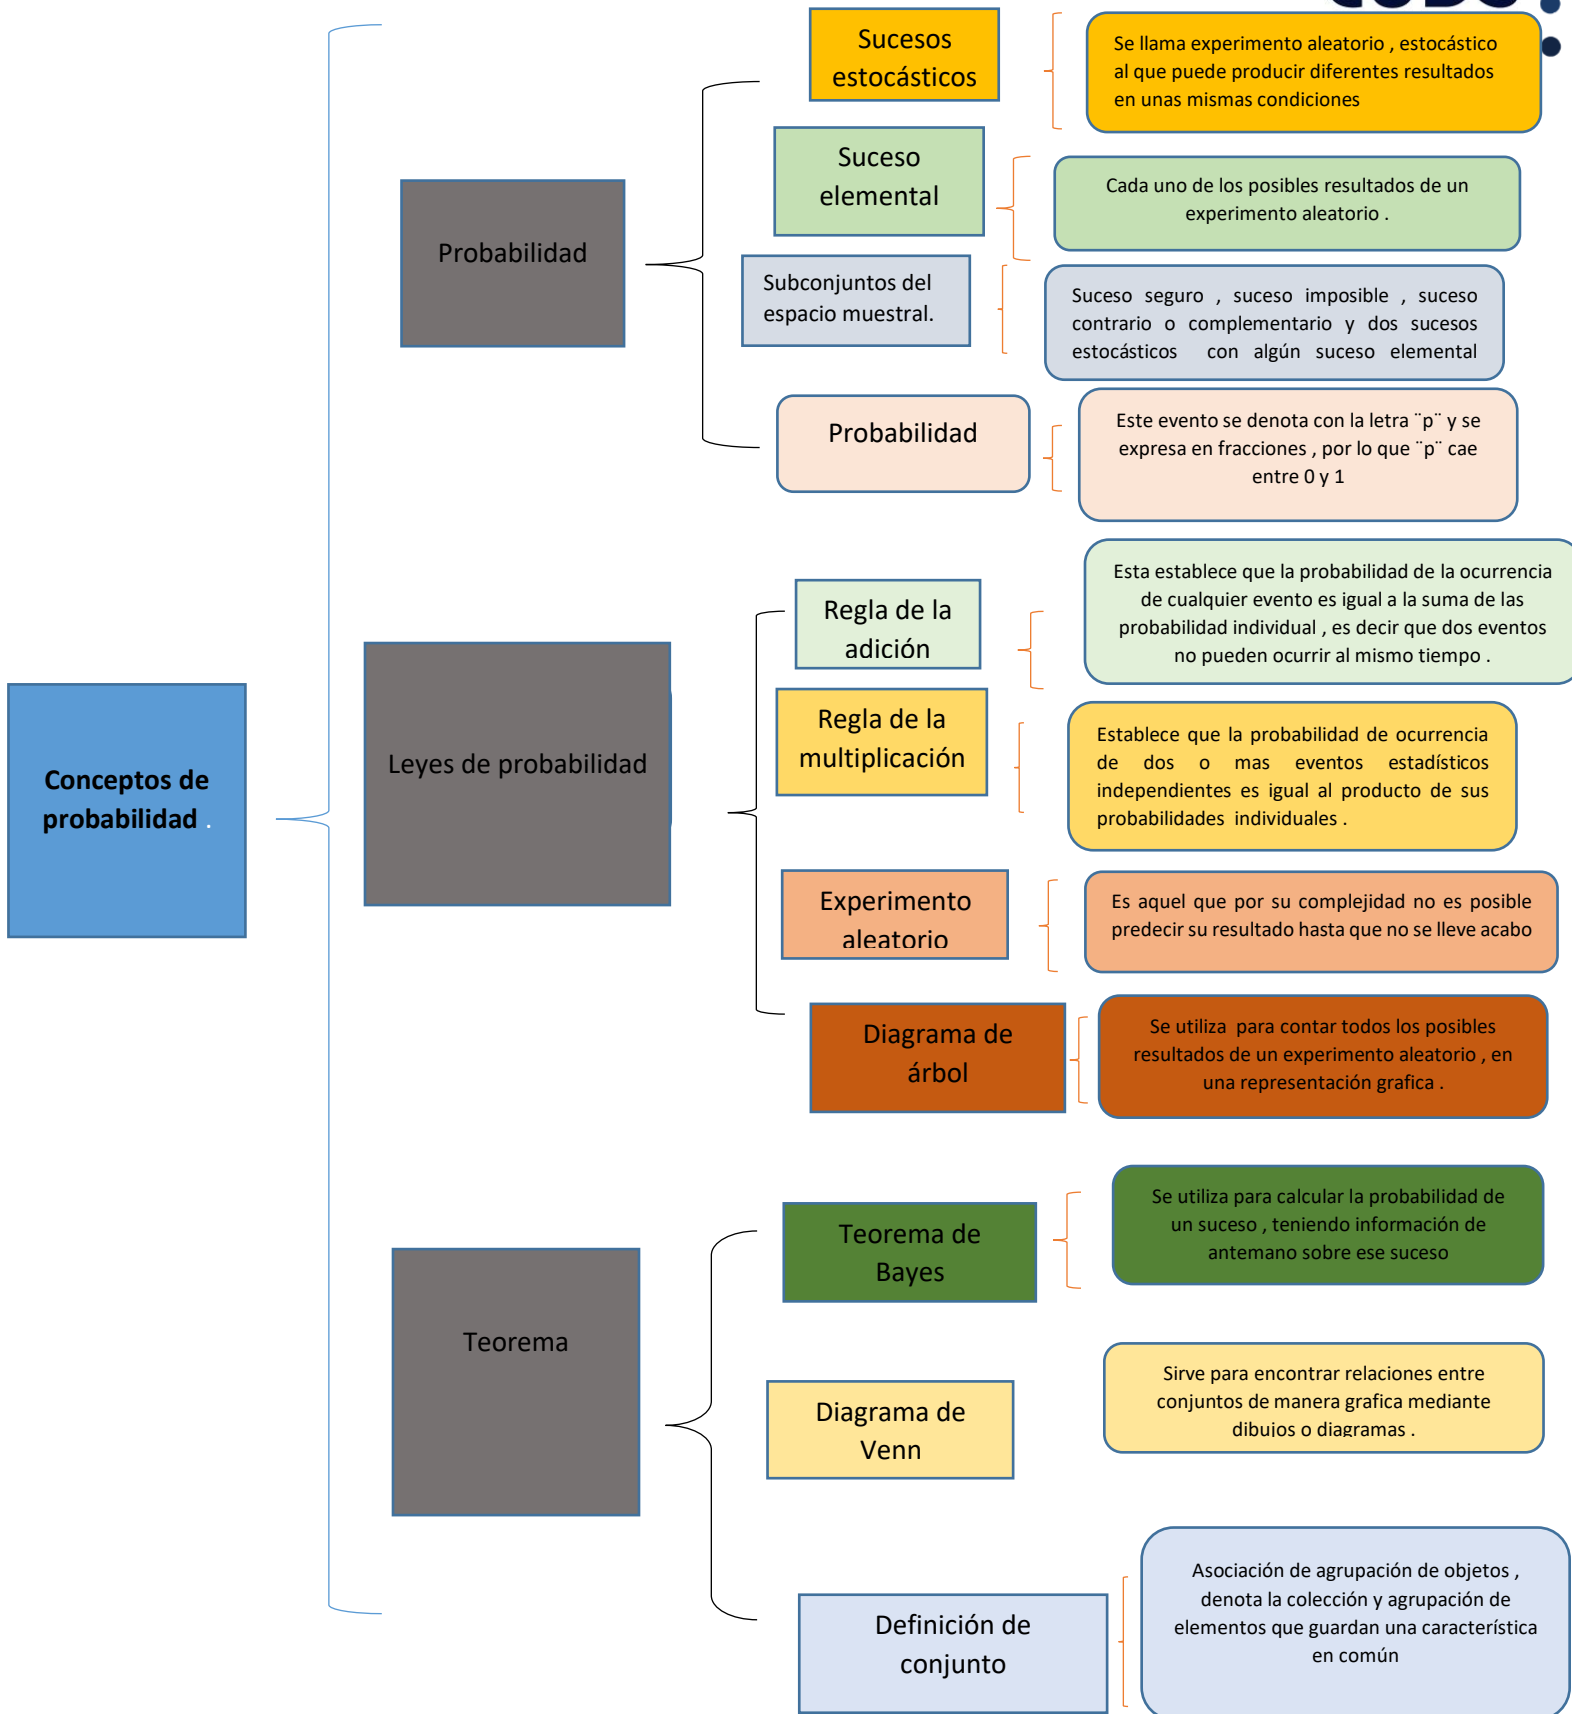 Conceptos de
probabilidad .
Probabilidad
Sucesos
estocásticos
Se llama experimento aleatorio , estocástico
al que puede producir diferentes resultados
en unas mismas condiciones
Suceso
elemental
Cada uno de los posibles resultados de un
experimento aleatorio .
Subconjuntos del
espacio muestral.
Suceso seguro , suceso imposible , suceso
contrario o complementario y dos sucesos
estocásticos con algún suceso elemental
Probabilidad
Este evento se denota con la letra ¨p¨ y se
expresa en fracciones , por lo que ¨p¨ cae
entre 0 y 1
Leyes de probabilidad
Regla de la
adición
Esta establece que la probabilidad de la ocurrencia
de cualquier evento es igual a la suma de las
probabilidad individual , es decir que dos eventos
no pueden ocurrir al mismo tiempo .
Regla de la
multiplicación
Establece que la probabilidad de ocurrencia
de dos o mas eventos estadísticos
independientes es igual al producto de sus
probabilidades individuales .
Experimento
aleatorio
Es aquel que por su complejidad no es posible
predecir su resultado hasta que no se lleve acabo
Diagrama de
árbol
Se utiliza para contar todos los posibles
resultados de un experimento aleatorio , en
una representación grafica .
Teorema
Teorema de
Bayes
Se utiliza para calcular la probabilidad de
un suceso , teniendo información de
antemano sobre ese suceso
Diagrama de
Venn
Sirve para encontrar relaciones entre
conjuntos de manera grafica mediante
dibujos o diagramas .
Definición de
conjunto
Asociación de agrupación de objetos ,
denota la colección y agrupación de
elementos que guardan una característica
en común